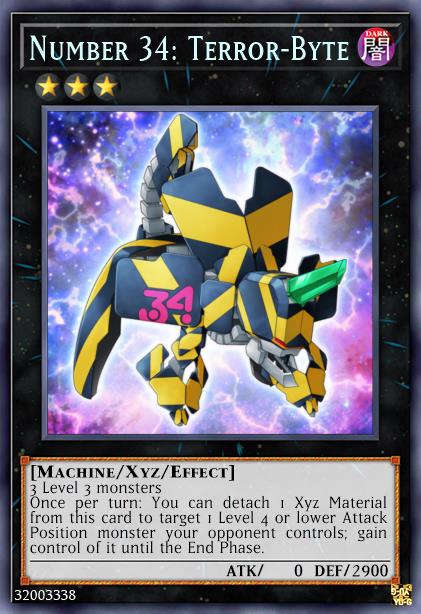 Number 34: Terror-Byte
DARK
闇
34
[Machine/Xyz/Effect]
3 Level 3 monsters
Once per turn: You can detach 1 Xyz Material
from this card to target 1 Level 4 or lower Attack
Position monster your opponent controls; gain
control of it until the End Phase.
ATK/ 0 DEF/2900
32003338